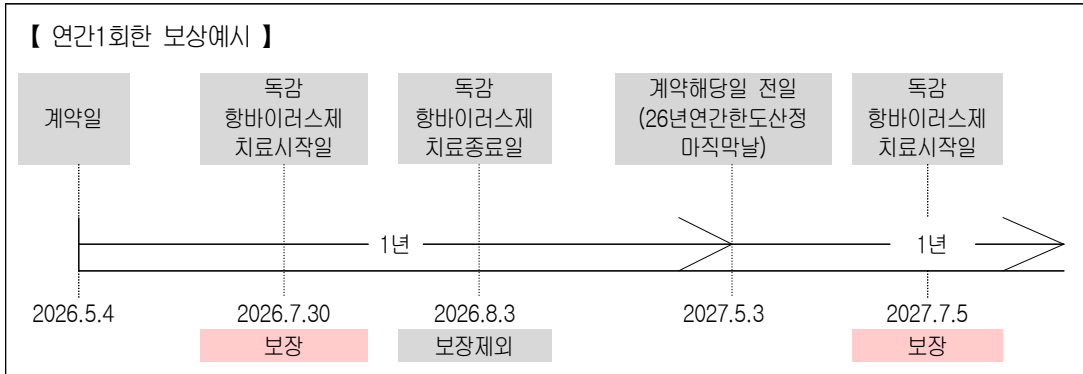 【 연간1회한 보상예시 】
계약일
독감
항바이러스제
치료시작일
독감
항바이러스제
치료종료일
계약해당일 전일
(26년연간한도산정
마직막날)
독감
항바이러스제
치료시작일
1년
1년
2026.5.4
2026.7.30
2026.8.3
2027.5.3
2027.7.5
보장
보장제외
보장